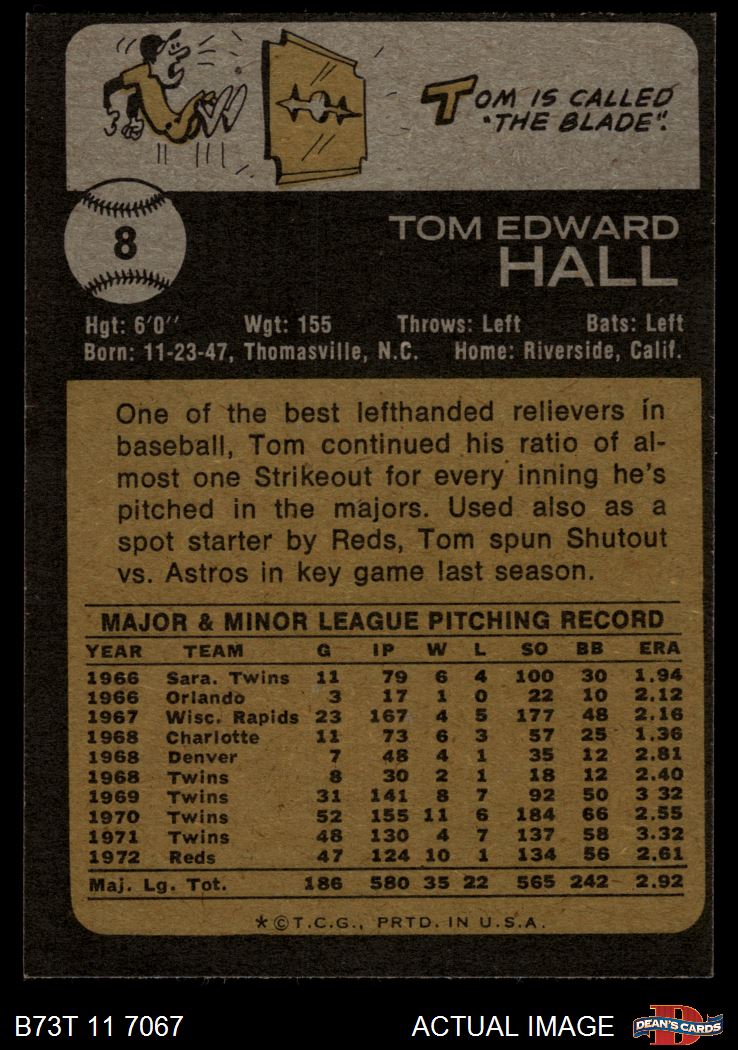 TOM IS CALLED
"THE BLADE".
8
TOM EDWARD
HALL
Hgt: 6'0" Wgt: 155 Throws: Left Bats: Left
Born: 11-23-47, Thomasville, N.C. Home: Riverside, Calif.
One of the best lefthanded relievers in
baseball, Tom continued his ratio of al-
most one Strikeout for every inning he's
pitched in the majors. Used also as a
spot starter by Reds, Tom spun Shutout
vs. Astros in key game last season.
MAJOR & MINOR LEAGUE PITCHING RECORD
YEAR TEAM G IP W L SO BB ERA
1966 Sara. Twins 11 79 6 4 100 30 1.94
1966 Orlando 3 17 1 0 22 10 2.12
1967 Wisc. Rapids 23 167 4 5 177 48 2.16
1968 Charlotte 11 73 6 3 57 25 1.36
1968 Denver 7 48 4 1 35 12 2.81
1968 Twins 8 30 2 1 18 12 2.40
1969 Twins 31 141 8 7 92 50 3 32
1970 Twins 52 155 11 6 184 66 2.55
1971 Twins 48 130 4 7 137 58 3.32
1972 Reds 47 124 10 1 134 56 2.61
Maj. Lg. Tot. 186 580 35 22 565 242 2.92
*©T.C.G., PRTD. IN U.S.A.
B73T 11 7067 ACTUAL IMAGE D DEAN'S CARDS